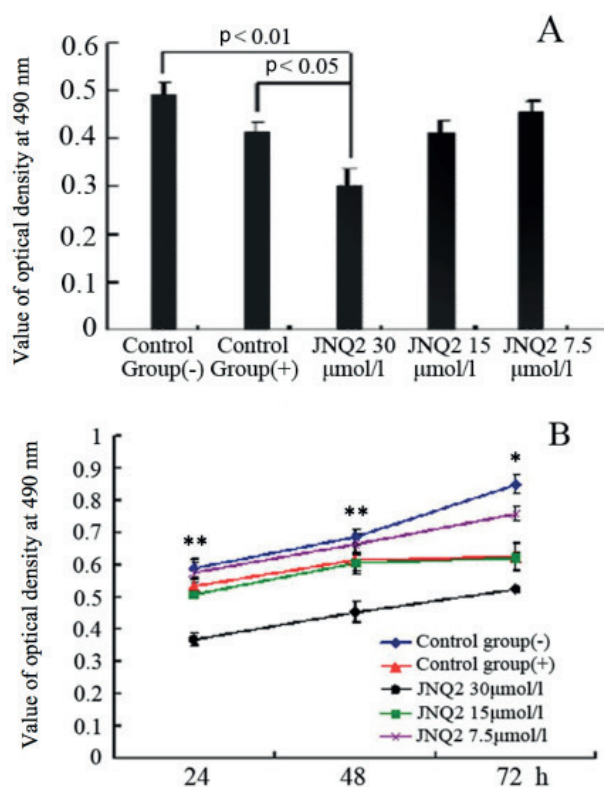 A
p< 0.01
p< 0.05
Value of optical density at 490 nm
0.6
0.5
0.4
0.3
0.2
0.1
0
Control Group(-)
Control Group(+)
JNQ2 30 μmol/l
JNQ2 15 μmol/l
JNQ2 7.5 μmol/l
B
Value of optical density at 490 nm
1
0.9
0.8
0.7
0.6
0.5
0.4
0.3
0.2
0.1
0
**
**
*
Control group(-)
Control group(+)
JNQ2 30μmol/l
JNQ2 15μmol/l
JNQ2 7.5μmol/l
24 48 72 h